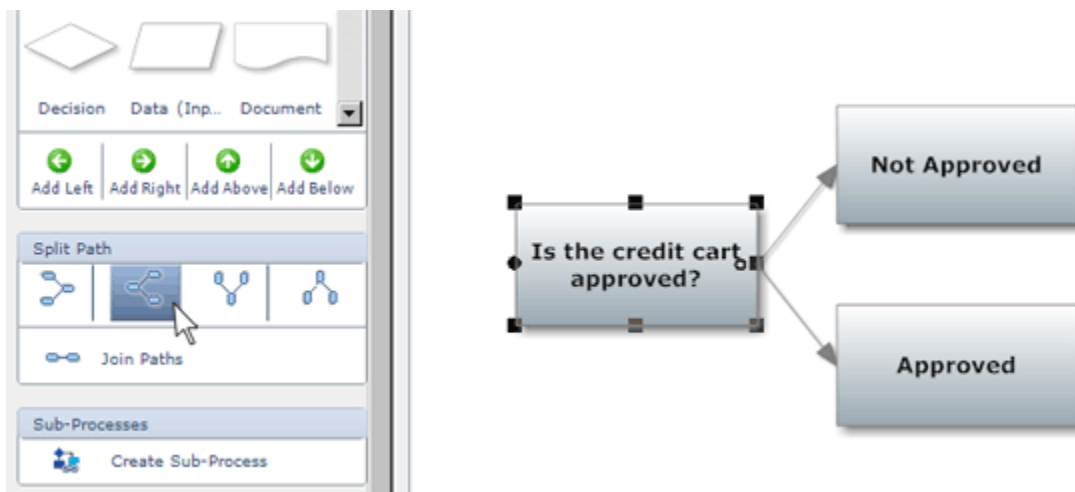 Decision
Data (Inp...
Document
Add Left
Add Right
Add Above
Add Below
Split Path
Join Paths
Sub-Processes
Create Sub-Process
Is the credit cart
approved?
Not Approved
Approved